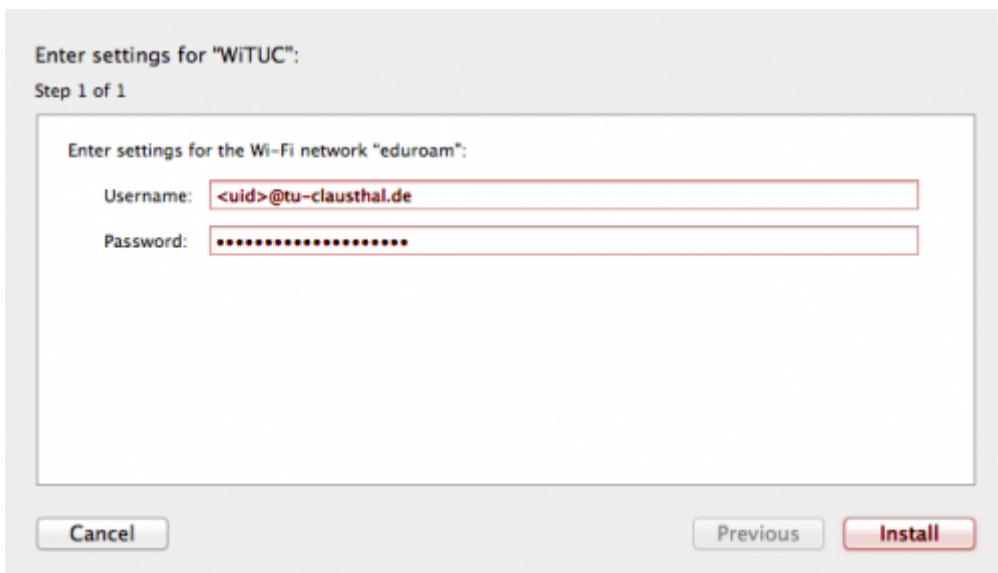 Enter settings for "WiTUC":
Step 1 of 1
Enter settings for the Wi-Fi network "eduroam":
Username: <uid>@tu-clausthal.de
Password: ••••••••••••••••••••
Cancel Previous Install